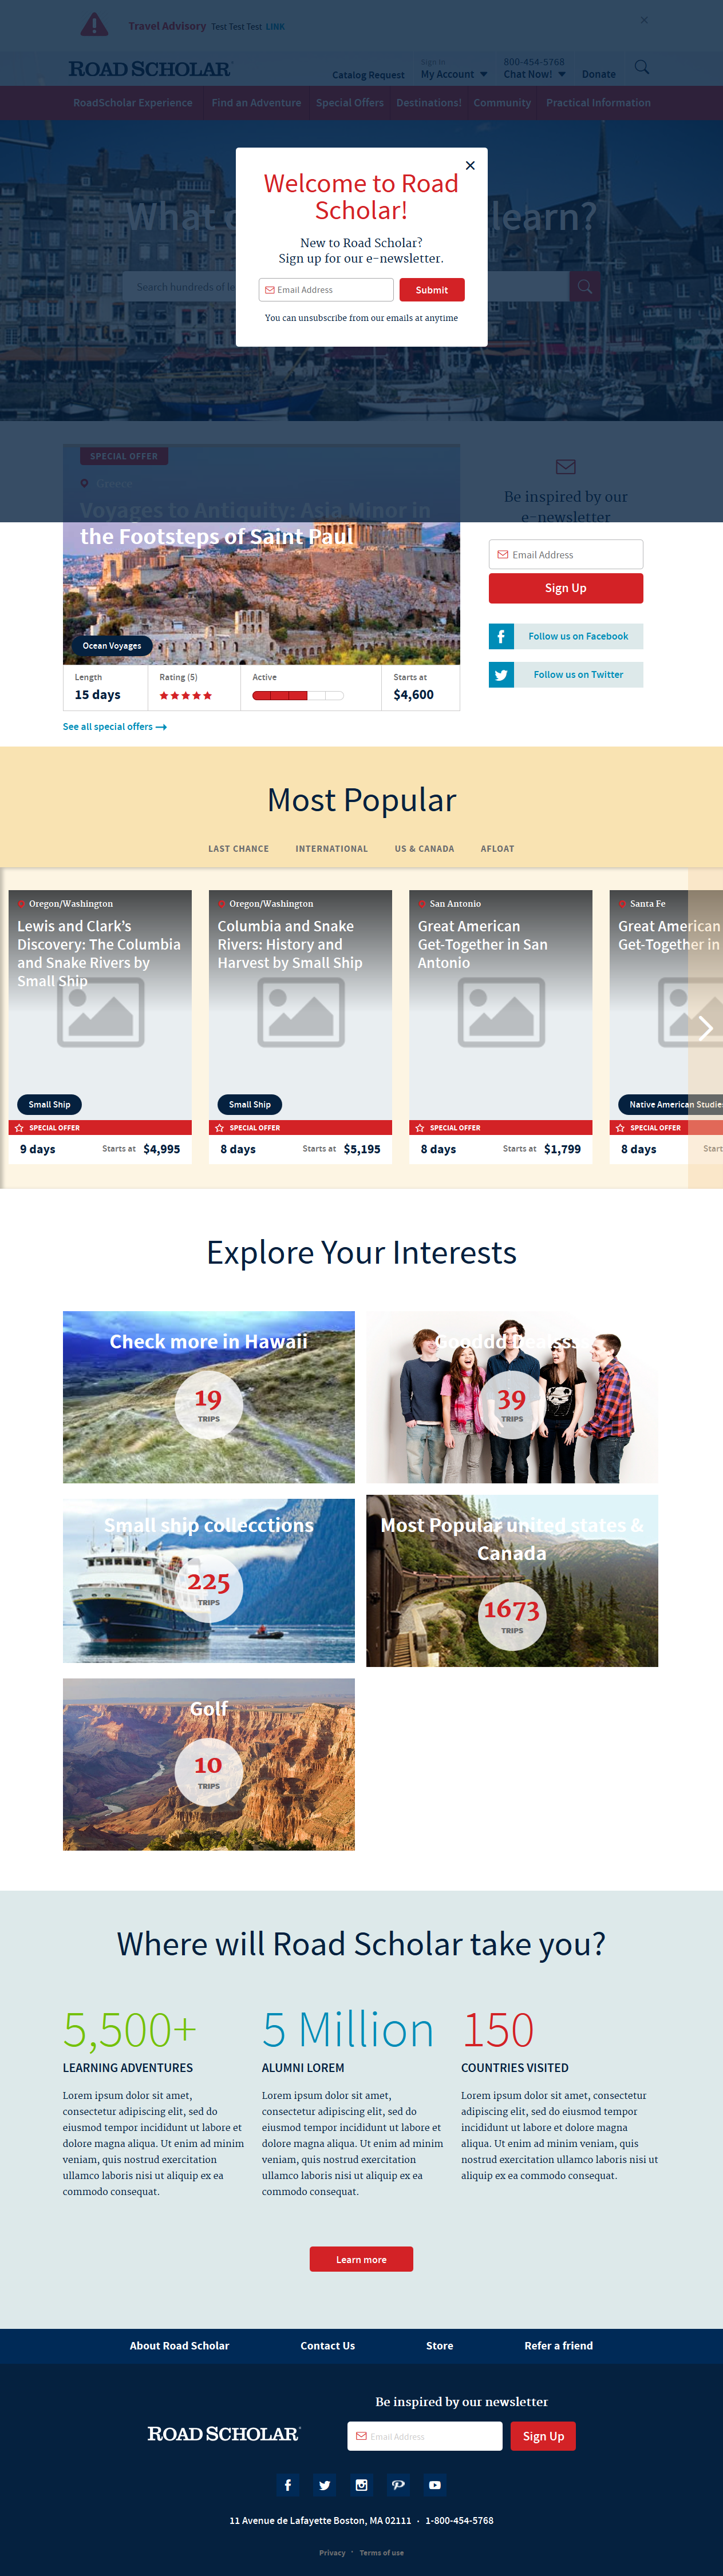 Travel Advisory Test Test Test LINK
ROAD SCHOLAR
Catalog Request
Sign In
My Account
800-454-5768
Chat Now!
Donate
RoadScholar Experience
Find an Adventure
Special Offers
Destinations!
Community
Practical Information
What
learn?
Search hundreds of
Welcome to Road
Scholar!
New to Road Scholar?
Sign up for our e-newsletter.
Email Address
Submit
You can unsubscribe from our emails at anytime
SPECIAL OFFER
Greece
Voyages to Antiquity: Asia Minor in
the Footsteps of Saint Paul
Ocean Voyages
Length
15 days
Rating (5)
Active
Starts at
$4,600
See all special offers
Be inspired by our
e-newsletter
Email Address
Sign Up
Follow us on Facebook
Follow us on Twitter
Most Popular
LAST CHANCE
INTERNATIONAL
US & CANADA
AFLOAT
Oregon/Washington
Lewis and Clark's
Discovery: The Columbia
and Snake Rivers by
Small Ship
Small Ship
SPECIAL OFFER
9 days
Starts at $4,995
Oregon/Washington
Columbia and Snake
Rivers: History and
Harvest by Small Ship
Small Ship
SPECIAL OFFER
8 days
Starts at $5,195
San Antonio
Great American
Get-Together in San
Antonio
SPECIAL OFFER
8 days
Starts at $1,799
Santa Fe
Great American
Get-Together in
Native American Studies
SPECIAL OFFER
8 days
Start
Explore Your Interests
Check more in Hawaii
19
TRIPS
39
TRIPS
Small ship collecctions
225
TRIPS
Most Popular united states &
Canada
1673
TRIPS
Golf
10
TRIPS
Where will Road Scholar take you?
5,500+
LEARNING ADVENTURES
Lorem ipsum dolor sit amet,
consectetur adipiscing elit, sed do
eiusmod tempor incididunt ut labore et
dolore magna aliqua. Ut enim ad minim
veniam, quis nostrud exercitation
ullamco laboris nisi ut aliquip ex ea
commodo consequat.
5 Million
ALUMNI LOREM
Lorem ipsum dolor sit amet,
consectetur adipiscing elit, sed do
eiusmod tempor incididunt ut labore et
dolore magna aliqua. Ut enim ad minim
veniam, quis nostrud exercitation
ullamco laboris nisi ut aliquip ex ea
commodo consequat.
150
COUNTRIES VISITED
Lorem ipsum dolor sit amet, consectetur
adipiscing elit, sed do eiusmod tempor
incididunt ut labore et dolore magna
aliqua. Ut enim ad minim veniam, quis
nostrud exercitation ullamco laboris nisi ut
aliquip ex ea commodo consequat.
Learn more
About Road Scholar
Contact Us
Store
Refer a friend
ROAD SCHOLAR
Be inspired by our newsletter
Email Address
Sign Up
11 Avenue de Lafayette Boston, MA 02111 · 1-800-454-5768
Privacy · Terms of use